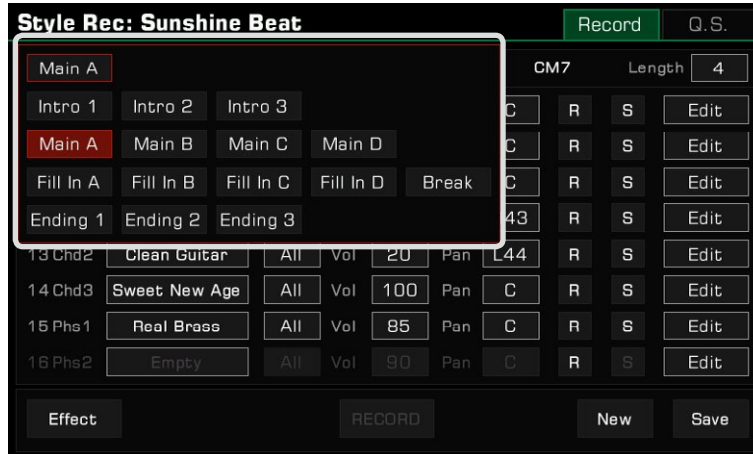 Style Rec: Sunshine Beat Record Q.S.
Main A CM7 Length 4
Intro 1 Intro 2 Intro 3 C R S Edit
Main A Main B Main C Main D C R S Edit
Fill In A Fill In B Fill In C Fill In D Break C R S Edit
Ending 1 Ending 2 Ending 3 43 R S Edit
13 Chd2 Clean Guitar All Vol 20 Pan L44 R S Edit
14 Chd3 Sweet New Age All Vol 100 Pan C R S Edit
15 Phs1 Real Brass All Vol 85 Pan C R S Edit
16 Phs2 Empty All Vol 90 Pan C R S Edit
Effect RECORD New Save